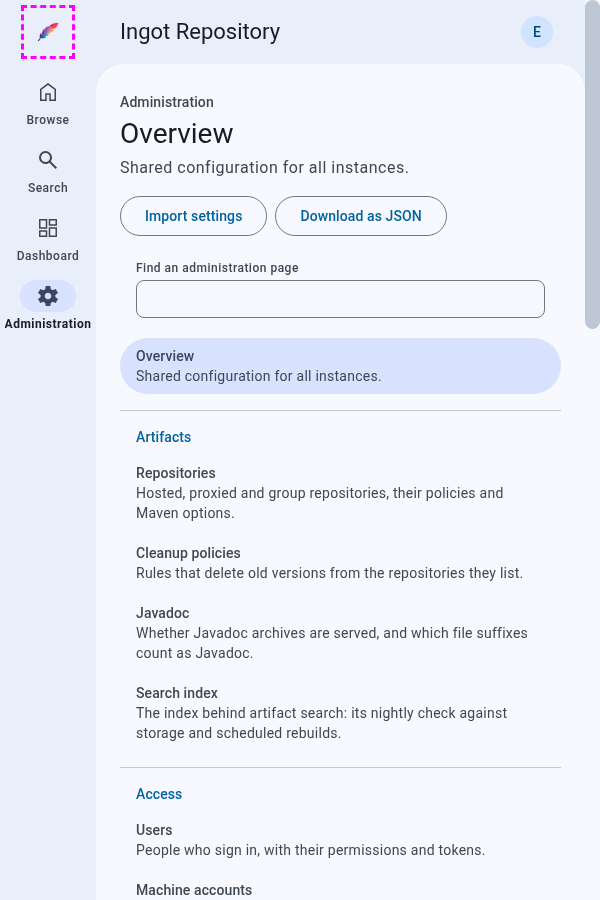 Ingot Repository
E
Browse
Search
Dashboard
Administration
Administration
Overview
Shared configuration for all instances.
Import settings
Download as JSON
Find an administration page
Overview
Shared configuration for all instances.
Artifacts
Repositories
Hosted, proxied and group repositories, their policies and
Maven options.
Cleanup policies
Rules that delete old versions from the repositories they list.
Javadoc
Whether Javadoc archives are served, and which file suffixes
count as Javadoc.
Search index
The index behind artifact search: its nightly check against
storage and scheduled rebuilds.
Access
Users
People who sign in, with their permissions and tokens.
Machine accounts